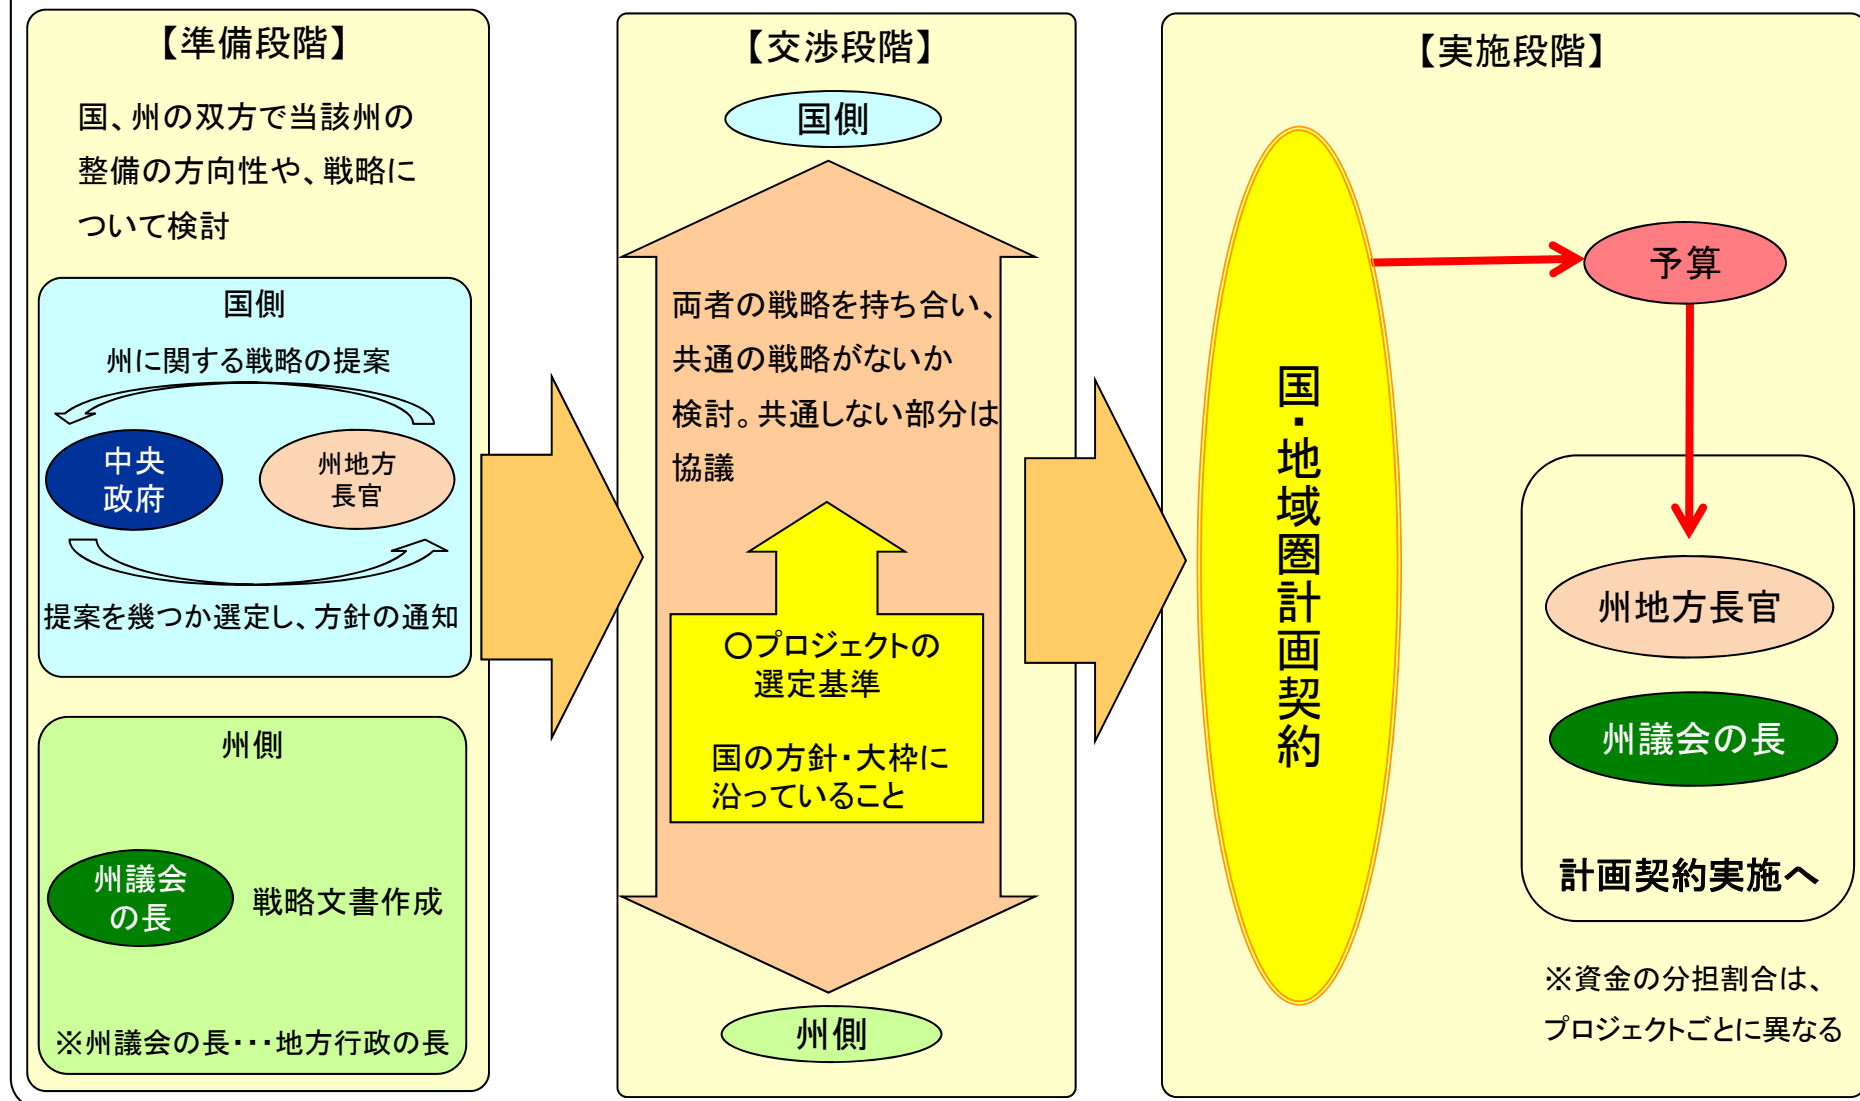 【準備段階】
国、州の双方で当該州の
整備の方向性や、戦略に
ついて検討
国側
州に関する戦略の提案
中央
政府
州地方
長官
提案を幾つか選定し、方針の通知
州側
州議会
の長
戦略文書作成
※州議会の長・・・地方行政の長
【交渉段階】
国側
両者の戦略を持ち合い、
共通の戦略がないか
検討。共通しない部分は
協議
〇プロジェクトの
選定基準
国の方針・大枠に
沿っていること
州側
【実施段階】
国・地域圏計画契約
予算
州地方長官
州議会の長
計画契約実施へ
※資金の分担割合は、
プロジェクトごとに異なる